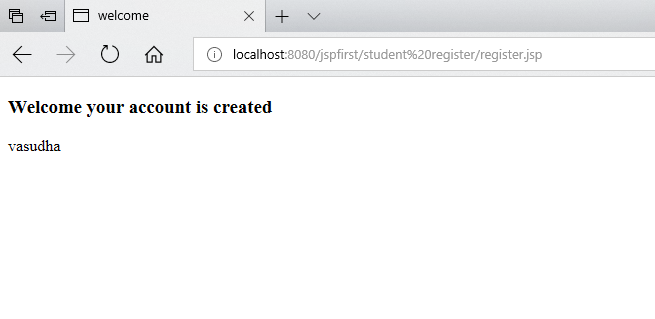 welcome
localhost:8080/jspfirst/student%20register/register.jsp
Welcome your account is created
vasudha